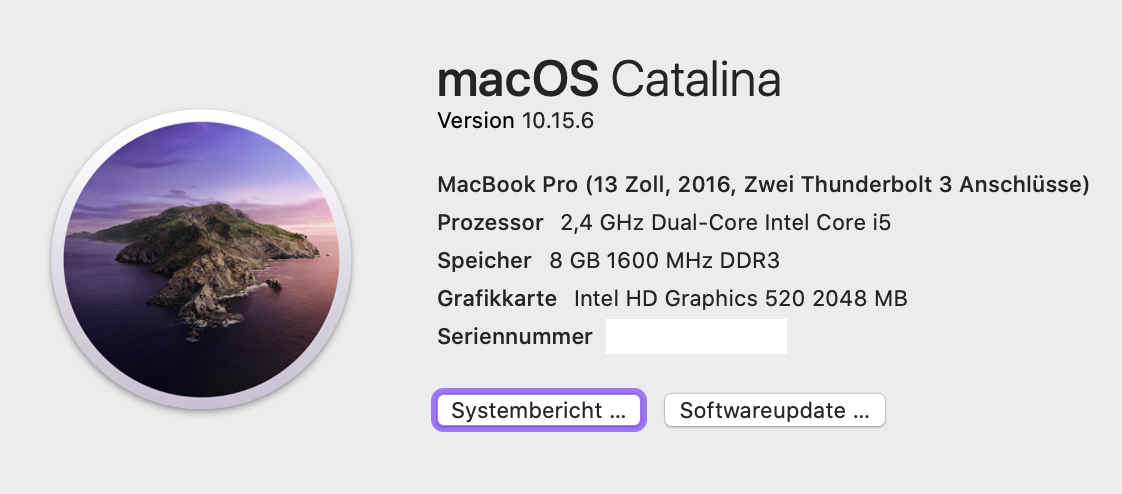 macOS Catalina
Version 10.15.6
MacBook Pro (13 Zoll, 2016, Zwei Thunderbolt 3 Anschlüsse)
Prozessor 2,4 GHz Dual-Core Intel Core i5
Speicher 8 GB 1600 MHz DDR3
Grafikkarte Intel HD Graphics 520 2048 MB
Seriennummer
Systembericht ... Softwareupdate ...